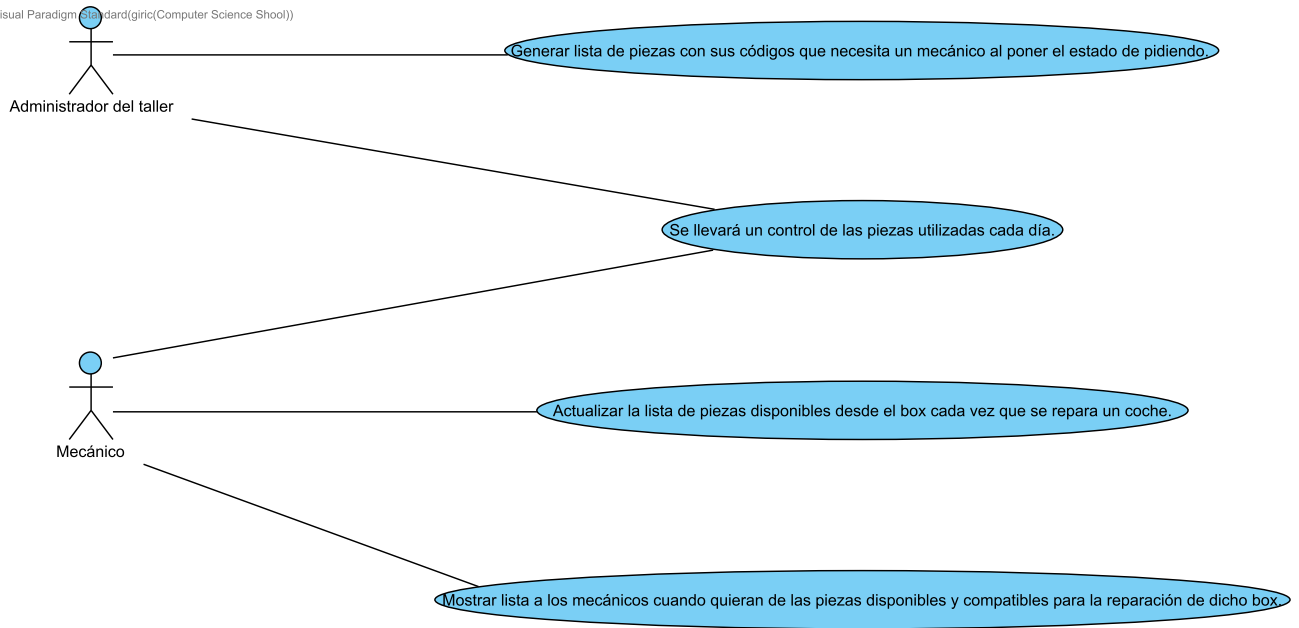 isual Paradigm Standard(giric(Computer Science Shool))
Generar lista de piezas con sus códigos que necesita un mecánico al poner el estado de pidiendo.
Administrador del taller
Se llevará un control de las piezas utilizadas cada día.
Actualizar la lista de piezas disponibles desde el box cada vez que se repara un coche.
Mecánico
Mostrar lista a los mecánicos cuando quieran de las piezas disponibles y compatibles para la reparación de dicho box.